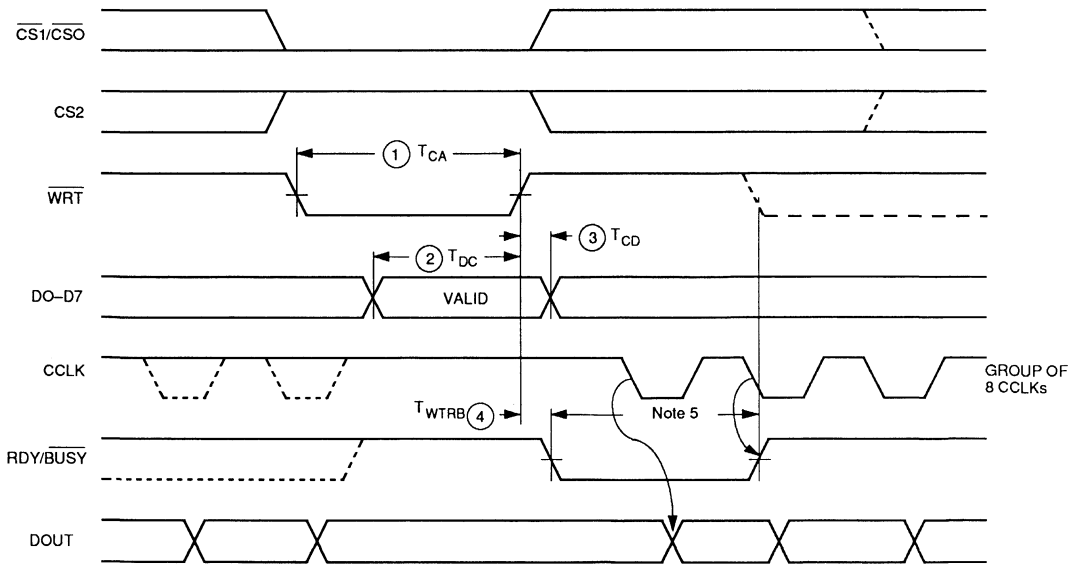 CS1/CSO
CS2
1 T CA
WRT
3 T CD
2 T DC
DO–D7
VALID
CCLK
GROUP OF
8 CCLKs
T WTRB 4
Note 5
RDY/BUSY
DOUT